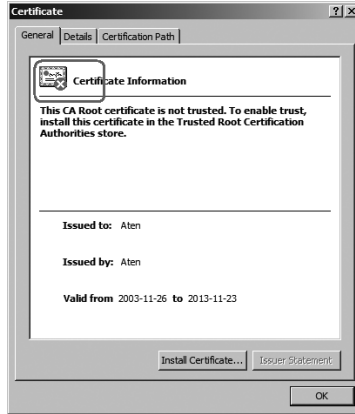 Certificate
General Details Certification Path
Certificate Information
This CA Root certificate is not trusted. To enable trust,
install this certificate in the Trusted Root Certification
Authorities store.
Issued to: Aten
Issued by: Aten
Valid from 2003-11-26 to 2013-11-23
Install Certificate... Issuer Statement
OK